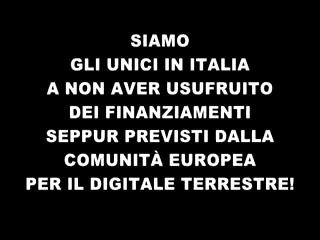 SIAMO
GLI UNICI IN ITALIA
A NON AVER USUFRUITO
DEI FINANZIAMENTI
SEPPUR PREVISTI DALLA
COMUNITÀ EUROPEA
PER IL DIGITALE TERRESTRE!